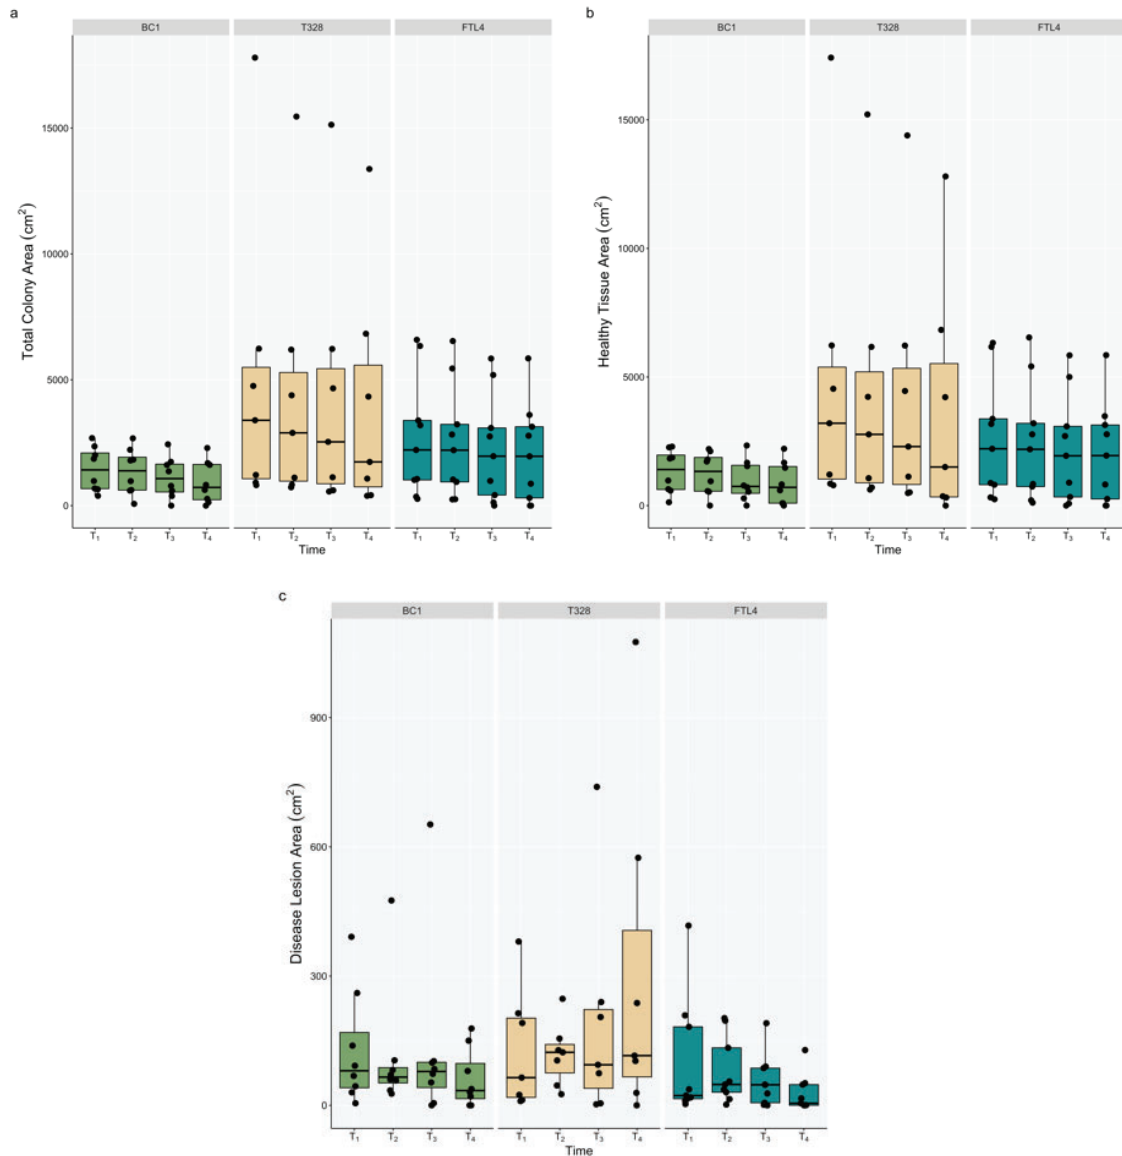 a
BC1 T328 FTL4
Total Colony Area (cm²)
15000
10000
5000
0
T₁ T₂ T₃ T₄ T₁ T₂ T₃ T₄ T₁ T₂ T₃ T₄
Time
b
BC1 T328 FTL4
Healthy Tissue Area (cm²)
15000
10000
5000
0
T₁ T₂ T₃ T₄ T₁ T₂ T₃ T₄ T₁ T₂ T₃ T₄
Time
c
BC1 T328 FTL4
Disease Lesion Area (cm²)
900
600
300
0
T₁ T₂ T₃ T₄ T₁ T₂ T₃ T₄ T₁ T₂ T₃ T₄
Time